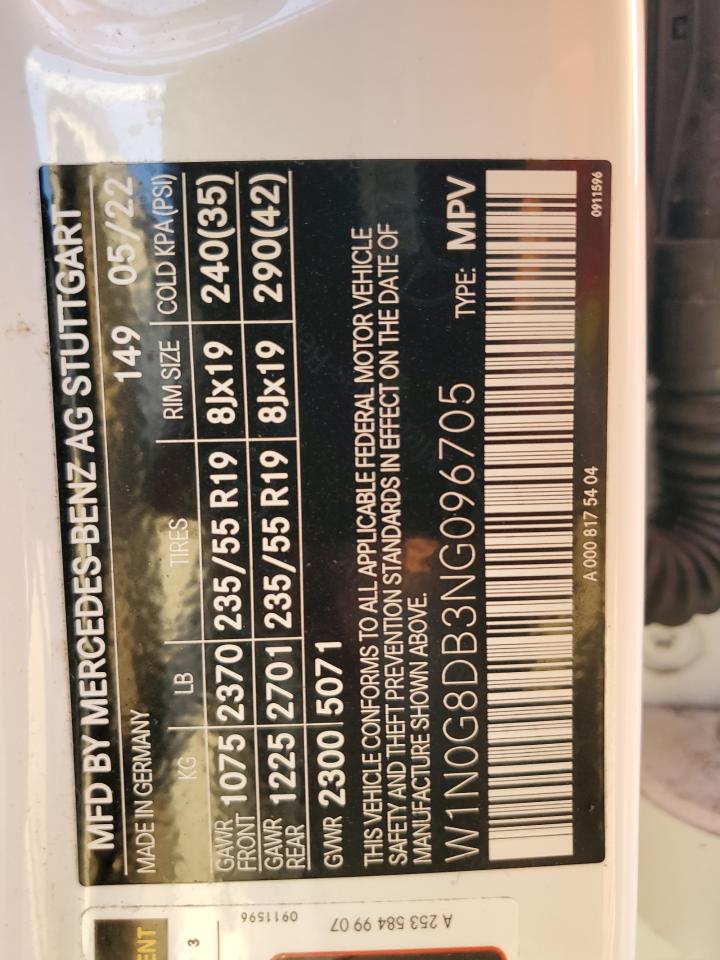 MFD BY MERCEDES-BENZ AG STUTTGART
MADE IN GERMANY 149 05/22
KG LB TIRES RIM SIZE COLD KPA(PSI)
GAWR FRONT 1075 2370 235/55 R19 8Jx19 240(35)
GAWR REAR 1225 2701 235/55 R19 8Jx19 290(42)
GVWR 2300 5071
THIS VEHICLE CONFORMS TO ALL APPLICABLE FEDERAL MOTOR VEHICLE
SAFETY AND THEFT PREVENTION STANDARDS IN EFFECT ON THE DATE OF
MANUFACTURE SHOWN ABOVE.
W1N0G8DB3NG096705 TYPE: MPV
A 000 817 54 04 0911596
A 253 584 99 07 0911596
3
ENT